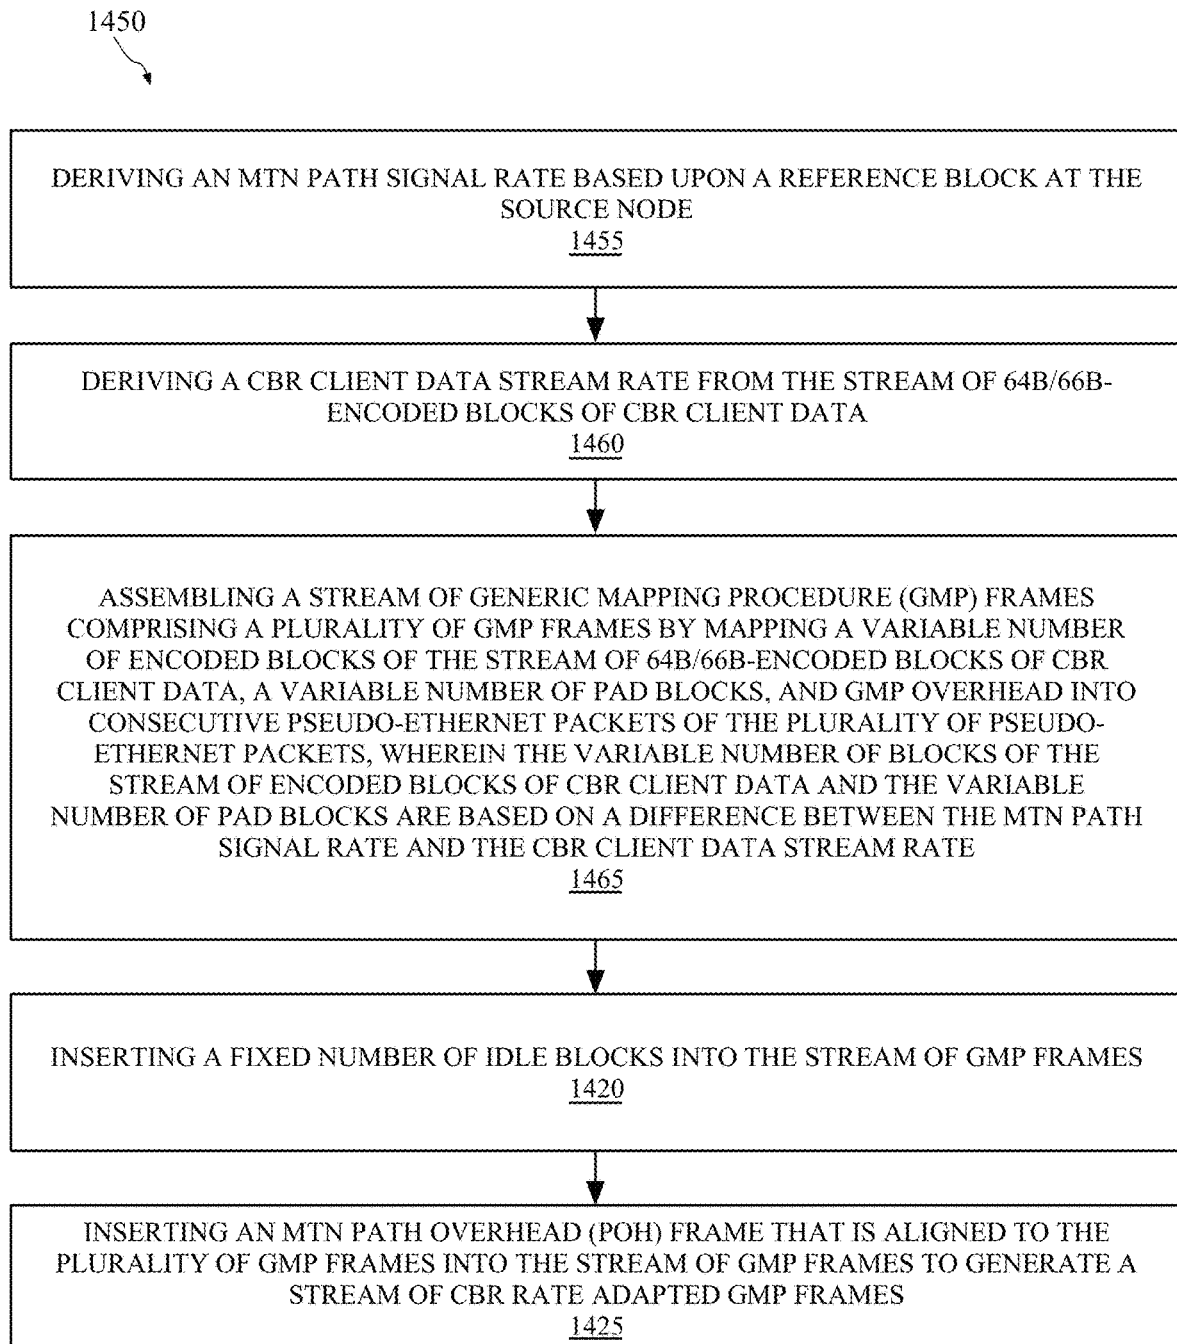 1450
DERIVING AN MTN PATH SIGNAL RATE BASED UPON A REFERENCE BLOCK AT THE
SOURCE NODE
1455
DERIVING A CBR CLIENT DATA STREAM RATE FROM THE STREAM OF 64B/66B-
ENCODED BLOCKS OF CBR CLIENT DATA
1460
ASSEMBLING A STREAM OF GENERIC MAPPING PROCEDURE (GMP) FRAMES
COMPRISING A PLURALITY OF GMP FRAMES BY MAPPING A VARIABLE NUMBER
OF ENCODED BLOCKS OF THE STREAM OF 64B/66B-ENCODED BLOCKS OF CBR
CLIENT DATA, A VARIABLE NUMBER OF PAD BLOCKS, AND GMP OVERHEAD INTO
CONSECUTIVE PSEUDO-ETHERNET PACKETS OF THE PLURALITY OF PSEUDO-
ETHERNET PACKETS, WHEREIN THE VARIABLE NUMBER OF BLOCKS OF THE
STREAM OF ENCODED BLOCKS OF CBR CLIENT DATA AND THE VARIABLE
NUMBER OF PAD BLOCKS ARE BASED ON A DIFFERENCE BETWEEN THE MTN PATH
SIGNAL RATE AND THE CBR CLIENT DATA STREAM RATE
1465
INSERTING A FIXED NUMBER OF IDLE BLOCKS INTO THE STREAM OF GMP FRAMES
1420
INSERTING AN MTN PATH OVERHEAD (POH) FRAME THAT IS ALIGNED TO THE
PLURALITY OF GMP FRAMES INTO THE STREAM OF GMP FRAMES TO GENERATE A
STREAM OF CBR RATE ADAPTED GMP FRAMES
1425